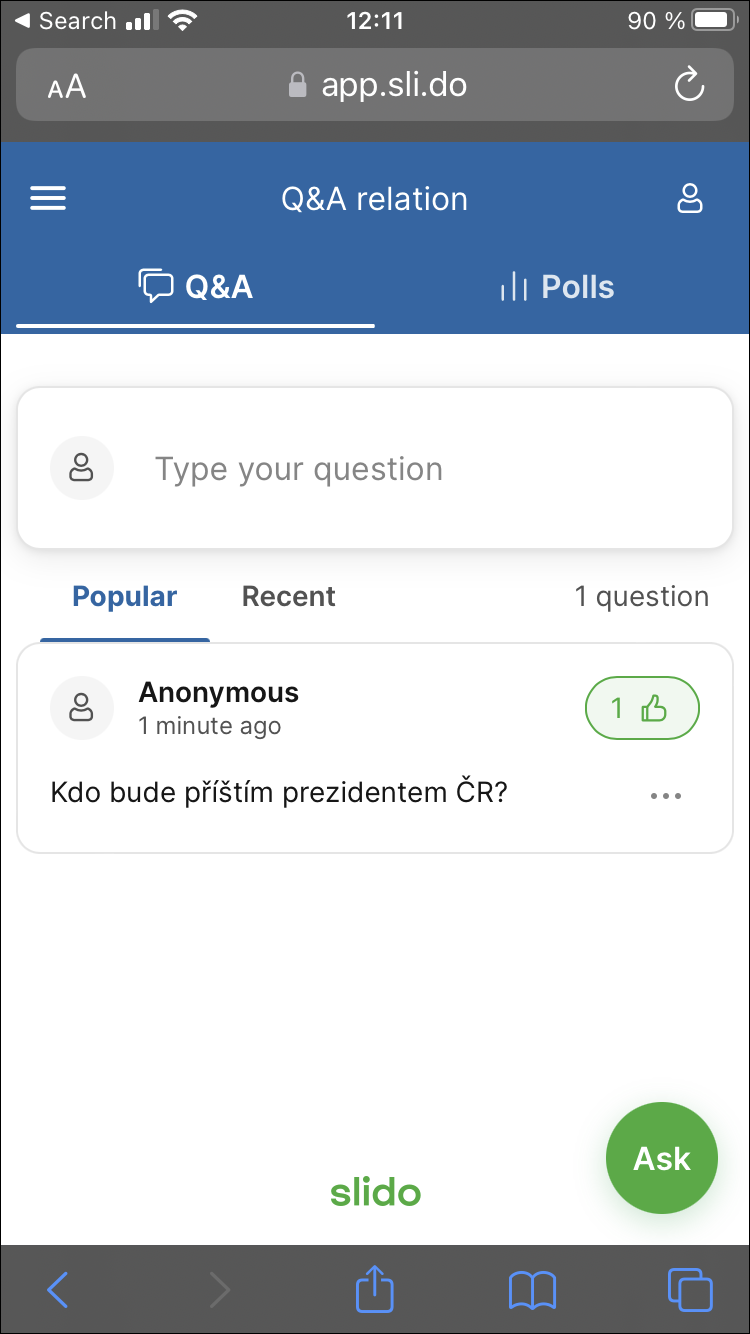 ◀ Search 12:11 90 %
AA app.sli.do
Q&A relation
Q&A Polls
Type your question
Popular Recent 1 question
Anonymous
1 minute ago
1
Kdo bude příštím prezidentem ČR?
Ask
slido